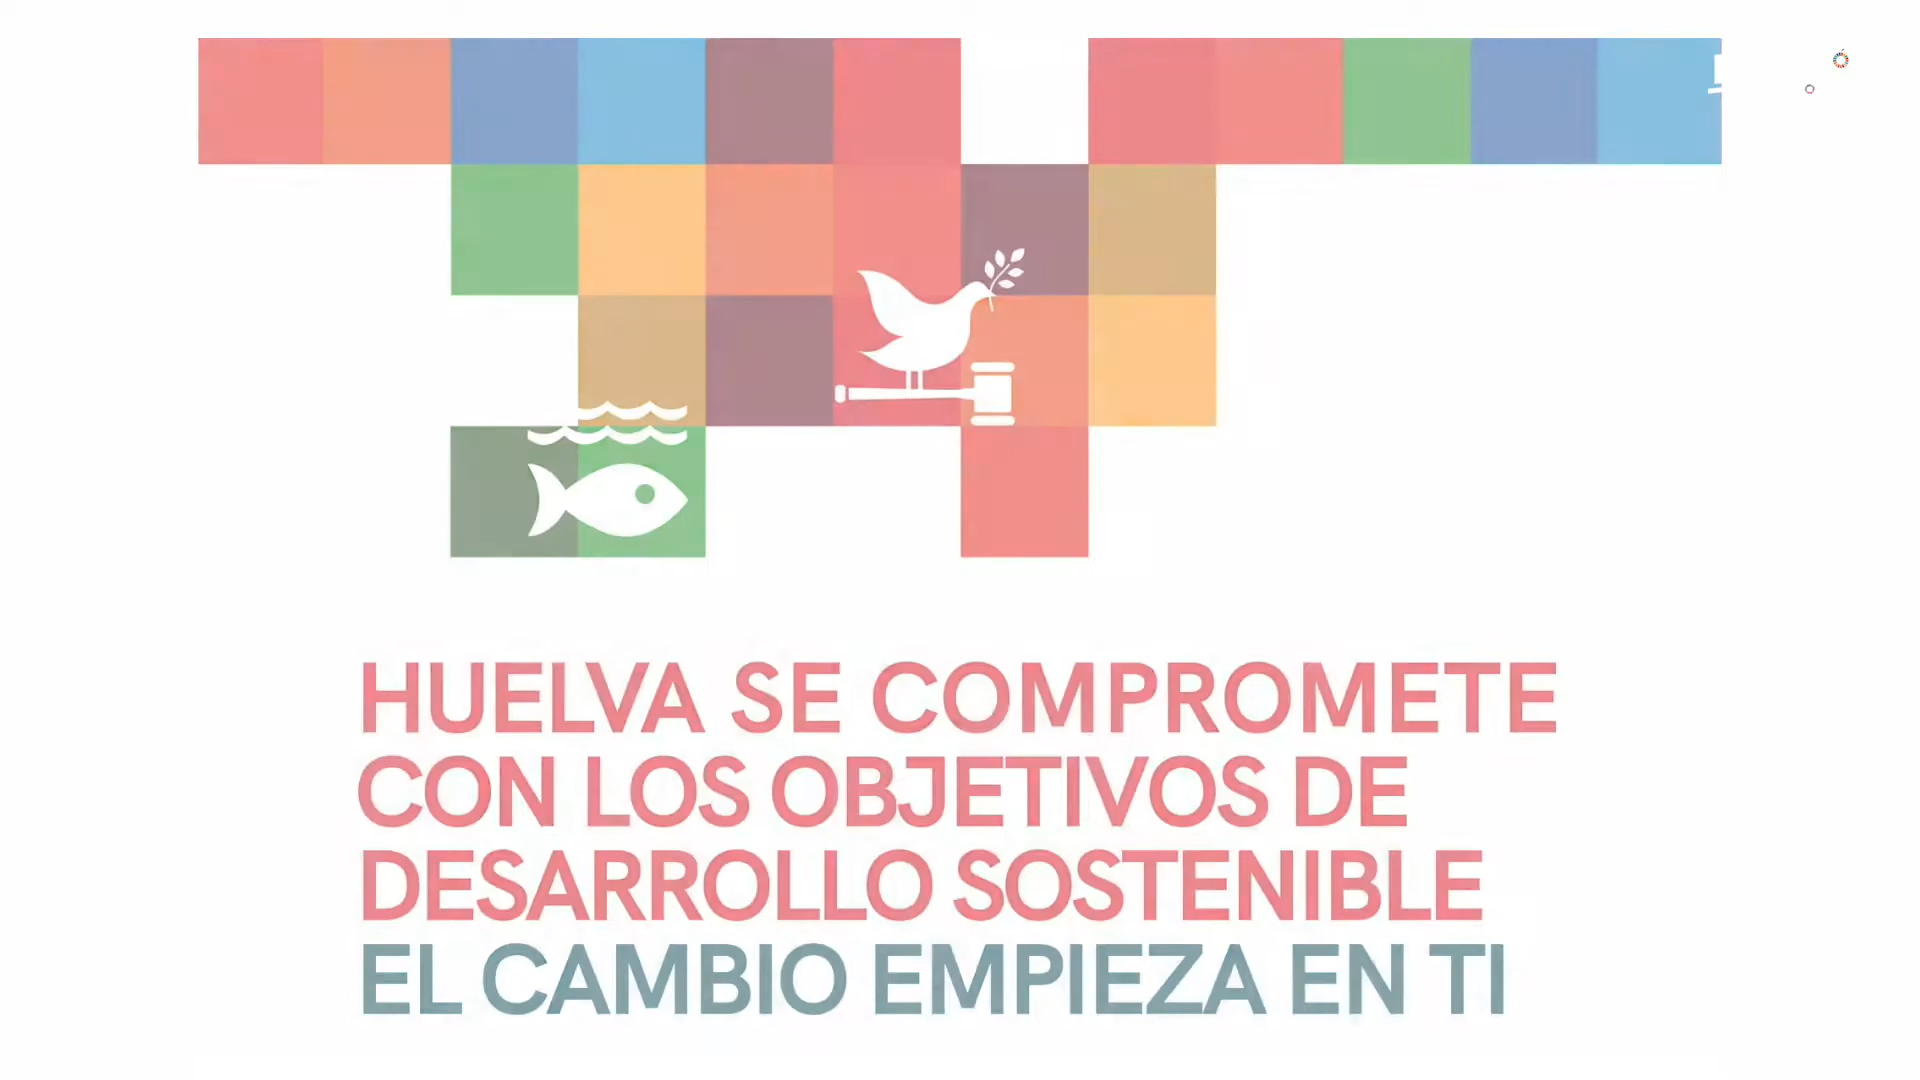 HUELVA SE COMPROMETE
CON LOS OBJETIVOS DE
DESARROLLO SOSTENIBLE
EL CAMBIO EMPIEZA EN TI